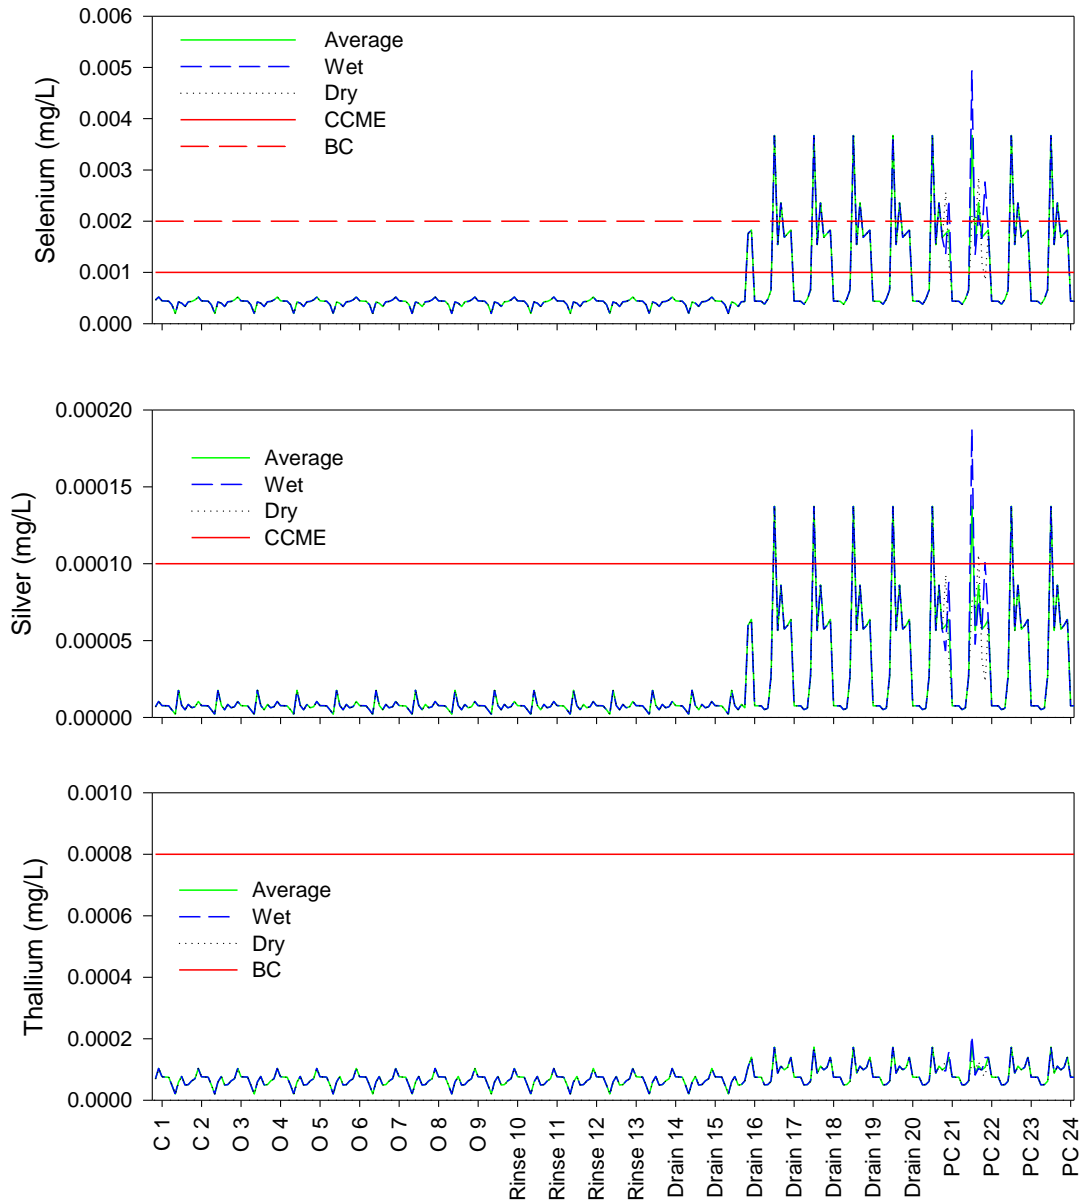 Selenium (mg/L)
0.006
0.005
0.004
0.003
0.002
0.001
0.000
Average
Wet
Dry
CCME
BC
Silver (mg/L)
0.00020
0.00015
0.00010
0.00005
0.00000
Average
Wet
Dry
CCME
Thallium (mg/L)
0.0010
0.0008
0.0006
0.0004
0.0002
0.0000
Average
Wet
Dry
BC
C 1
C 2
O 3
O 4
O 5
O 6
O 7
O 8
O 9
Rinse 10
Rinse 11
Rinse 12
Rinse 13
Drain 14
Drain 15
Drain 16
Drain 17
Drain 18
Drain 19
Drain 20
PC 21
PC 22
PC 23
PC 24